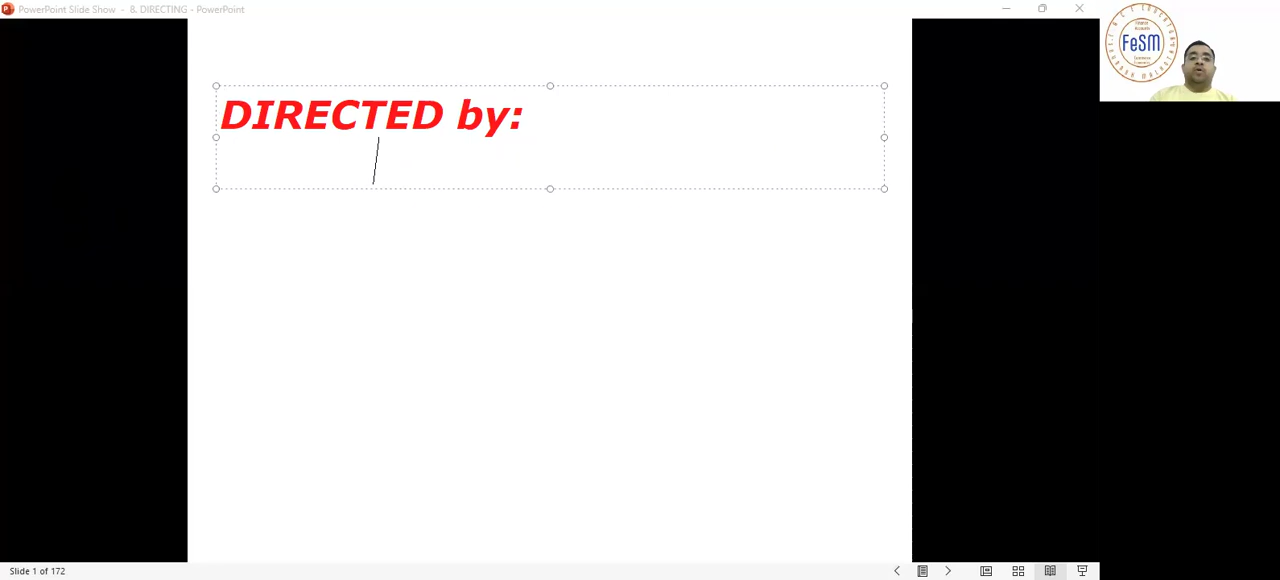 PowerPoint Slide Show - 8. DIRECTING - PowerPoint
FeSM
DIRECTED by:
Slide 1 of 172